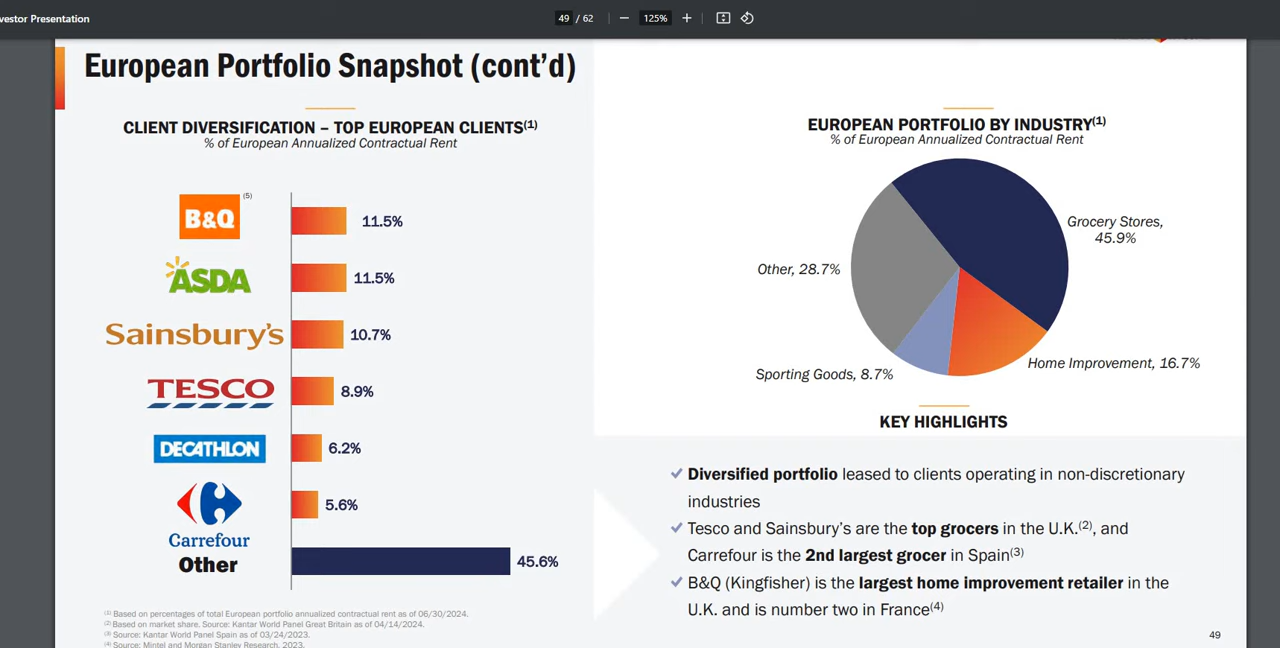 vestor Presentation
49 / 62
125%
European Portfolio Snapshot (cont’d)
CLIENT DIVERSIFICATION – TOP EUROPEAN CLIENTS(1)
% of European Annualized Contractual Rent
B&Q (5)
11.5%
ASDA
11.5%
Sainsbury’s
10.7%
TESCO
8.9%
DECATHLON
6.2%
Carrefour
5.6%
Other
45.6%
(1) Based on percentages of total European portfolio annualized contractual rent as of 06/30/2024.
(2) Based on market share. Source: Kantar World Panel Great Britain as of 04/14/2024.
(3) Source: Kantar World Panel Spain as of 03/24/2023.
(4) Source: Mintel and Morgan Stanley Research, 2023.
EUROPEAN PORTFOLIO BY INDUSTRY(1)
% of European Annualized Contractual Rent
Grocery Stores,
45.9%
Other, 28.7%
Home Improvement, 16.7%
Sporting Goods, 8.7%
KEY HIGHLIGHTS
Diversified portfolio leased to clients operating in non-discretionary
industries
Tesco and Sainsbury’s are the top grocers in the U.K.(2), and
Carrefour is the 2nd largest grocer in Spain(3)
B&Q (Kingfisher) is the largest home improvement retailer in the
U.K. and is number two in France(4)
49